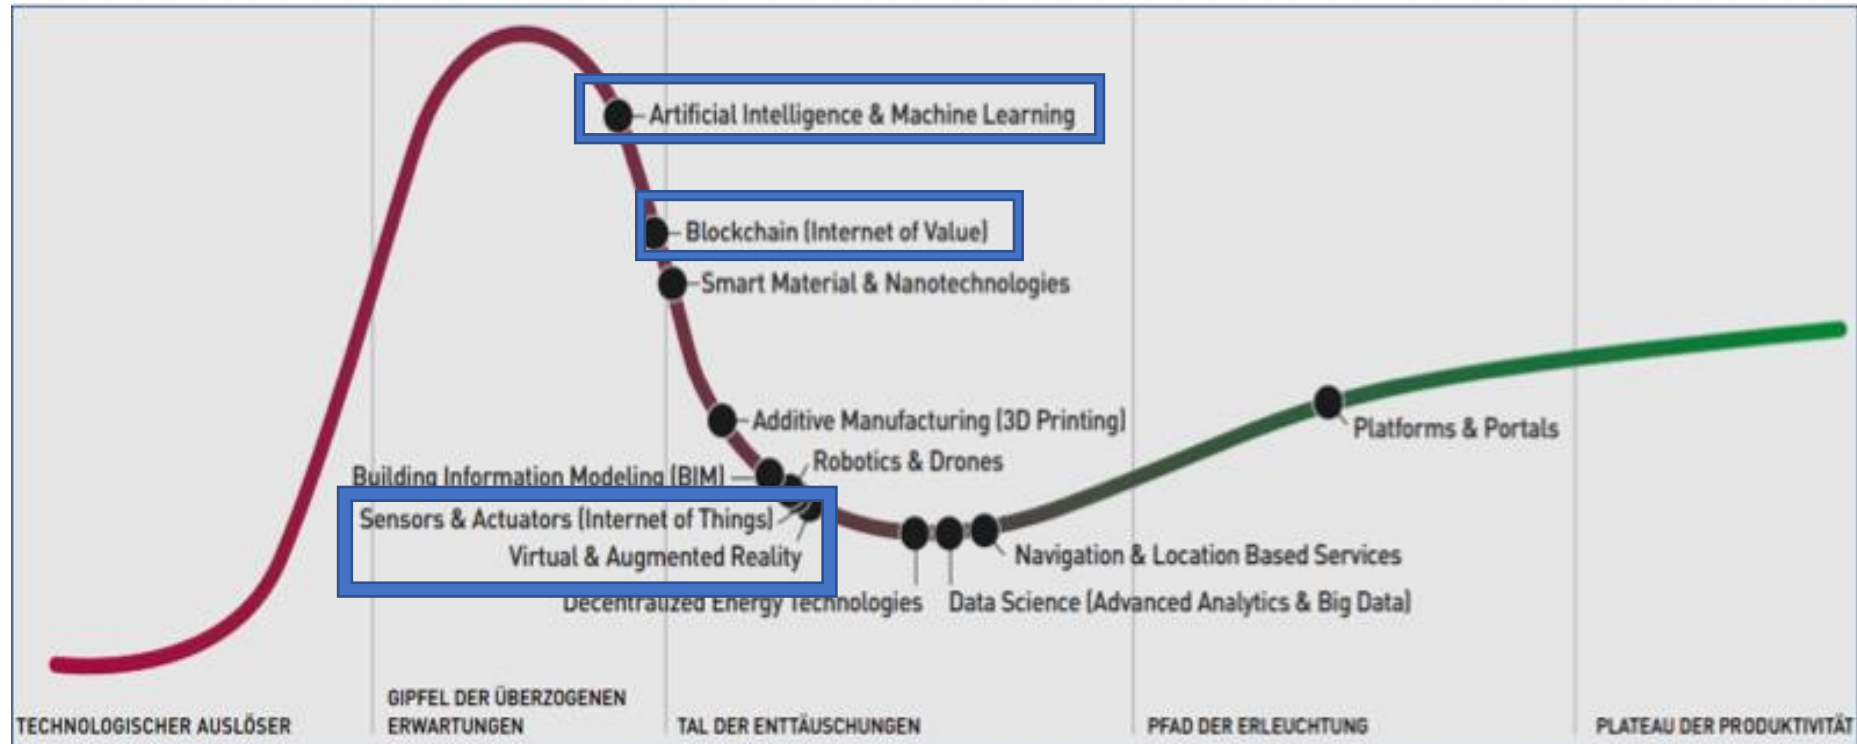 Artificial Intelligence & Machine Learning
Blockchain (Internet of Value)
Smart Material & Nanotechnologies
Additive Manufacturing (3D Printing)
Robotics & Drones
Building Information Modeling (BIM)
Sensors & Actuators (Internet of Things)
Virtual & Augmented Reality
Decentralized Energy Technologies
Data Science (Advanced Analytics & Big Data)
Navigation & Location Based Services
Platforms & Portals
TECHNOLOGISCHER AUSLÖSER
GIPFEL DER ÜBERZOGENEN
ERWARTUNGEN
TAL DER ENTTÄUSCHUNGEN
PFAD DER ERLEUCHTUNG
PLATEAU DER PRODUKTIVITÄT